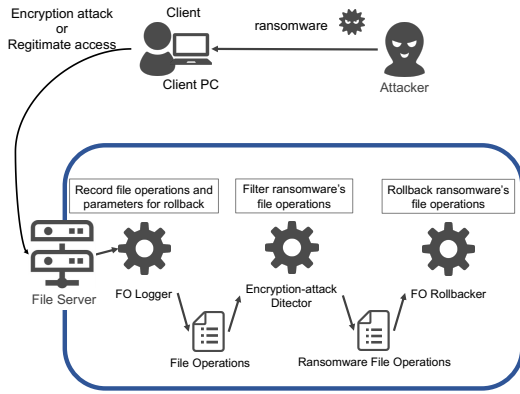 Encryption attack
or
Regitimate access
Client
ransomware
Client PC
Attacker
Record file operations and
parameters for rollback
Filter ransomware's
file operations
Rollback ransomware's
file operations
File Server
FO Logger
Encryption-attack
Ditector
FO Rollbacker
File Operations
Ransomware File Operations